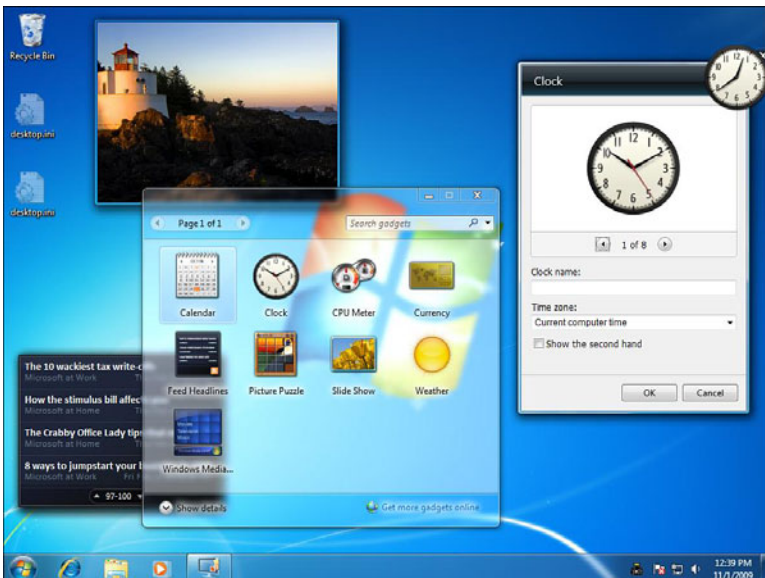 Recycle Bin
desktop.ini
desktop.ini
Clock
12
1 of 8
Clock name:
Time zone:
Current computer time
Show the second hand
OK
Cancel
Page 1 of 1
Search gadgets
Calendar
Clock
CPU Meter
Currency
Feed Headlines
Picture Puzzle
Slide Show
Weather
Windows Media...
Show details
Get more gadgets online
The 10 wackiest tax write-
Microsoft at Work
How the stimulus bill affec
Microsoft at Home
The Crabby Office Lady tip
Microsoft at Home
8 ways to jumpstart your
Microsoft at Work Fri F
97-100
12:39 PM
11/1/2009